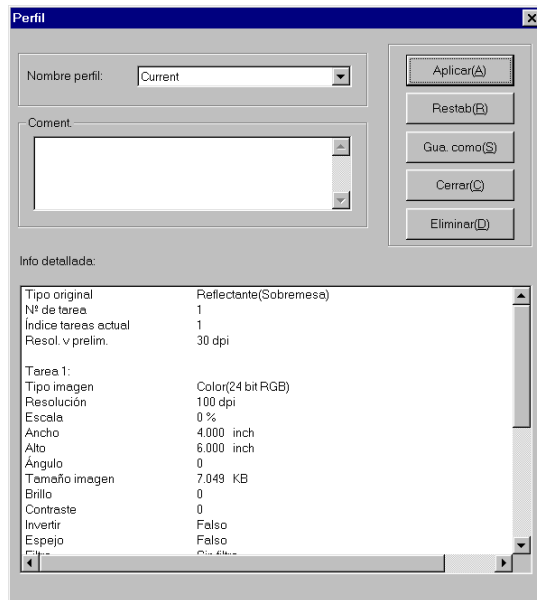 Perfil
Nombre perfil: Current
Aplicar(A)
Restab(R)
Coment.
Gua. como(S)
Cerrar(C)
Eliminar(D)
Info detallada:
Tipo original Reflectante(Sobremesa)
Nº de tarea 1
Índice tareas actual 1
Resol. v prelim. 30 dpi
Tarea 1:
Tipo imagen Color(24 bit RGB)
Resolución 100 dpi
Escala 0 %
Ancho 4.000 inch
Alto 6.000 inch
Ángulo 0
Tamaño imagen 7.049 KB
Brillo 0
Contraste 0
Invertir Falso
Espejo Falso
Filtro Sin filtro